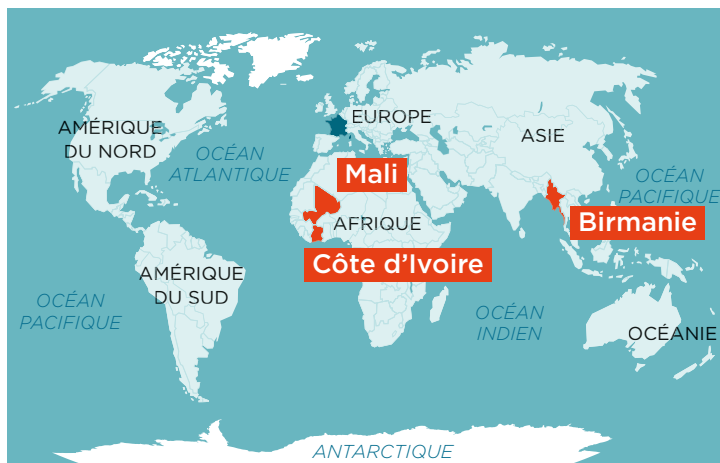 EUROPE
AMÉRIQUE
DU NORD
ASIE
OCÉAN
ATLANTIQUE
Mali
OCÉAN
PACIFIQUE
AFRIQUE
Birmanie
Côte d’Ivoire
AMÉRIQUE
DU SUD
OCÉAN
PACIFIQUE
OCÉAN
INDIEN
OCÉANIE
ANTARCTIQUE